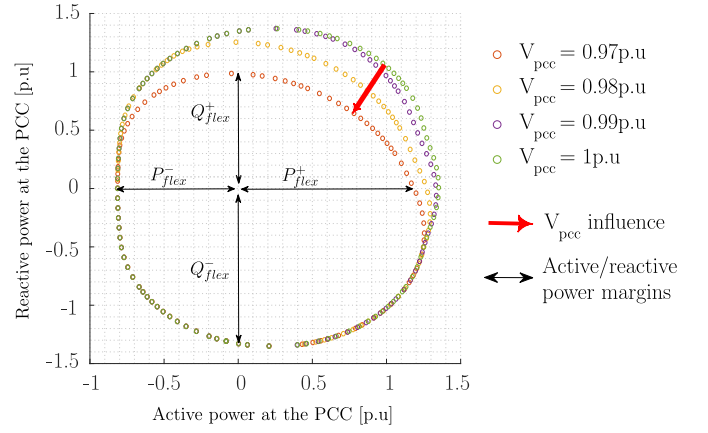 Reactive power at the PCC [p.u]
1.5
1
0.5
0
-0.5
-1
-1.5
-1
-0.5
0
0.5
1
1.5
Active power at the PCC [p.u]
Q⁺flex
P⁻flex
P⁺flex
Q⁻flex
Vpcc = 0.97p.u
Vpcc = 0.98p.u
Vpcc = 0.99p.u
Vpcc = 1p.u
Vpcc influence
Active/reactive
power margins